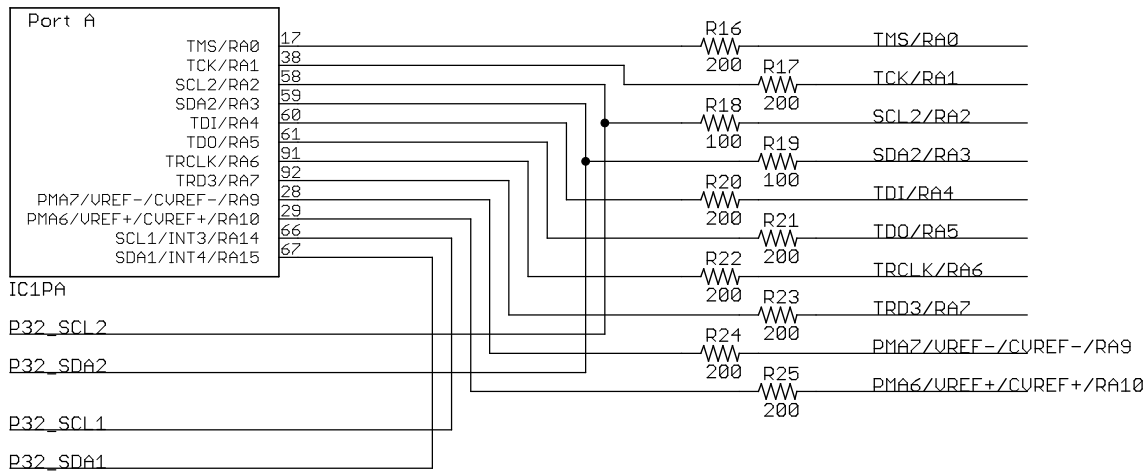 Port A
TMS/RA0 17
TCK/RA1 38
SCL2/RA2 58
SDA2/RA3 59
TDI/RA4 60
TDO/RA5 61
TRCLK/RA6 91
TRD3/RA7 92
PMA7/VREF-/CVREF-/RA9 28
PMA6/VREF+/CVREF+/RA10 29
SCL1/INT3/RA14 66
SDA1/INT4/RA15 67
IC1PA
P32_SCL2
P32_SDA2
P32_SCL1
P32_SDA1
R16
200
TMS/RA0
R17
200
TCK/RA1
R18
100
SCL2/RA2
R19
100
SDA2/RA3
R20
200
TDI/RA4
R21
200
TDO/RA5
R22
200
TRCLK/RA6
R23
200
TRD3/RA7
R24
200
PMA7/VREF-/CVREF-/RA9
R25
200
PMA6/VREF+/CVREF+/RA10